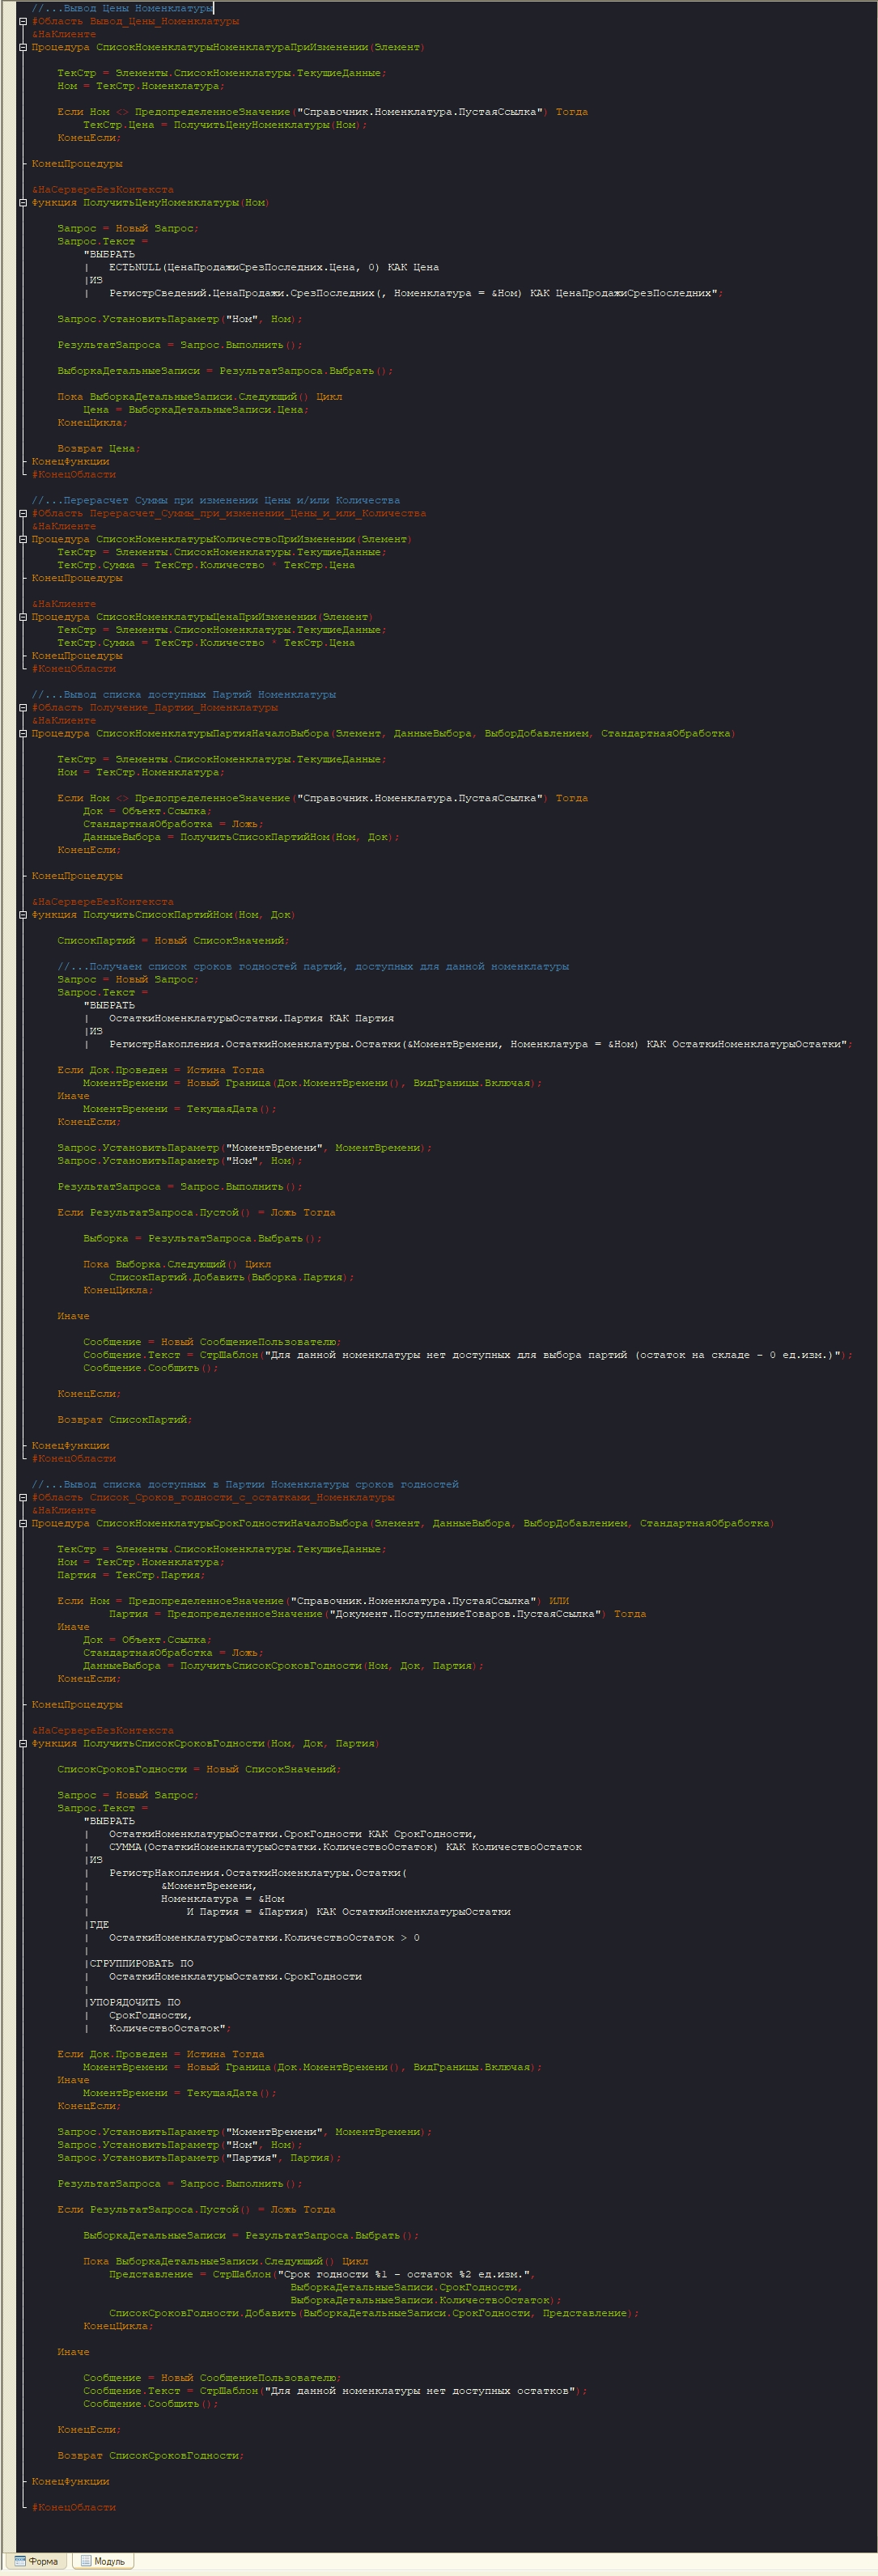 //...Вывод Цены Номенклатуры
#Область Вывод_Цены_Номенклатуры
&НаКлиенте
Процедура СписокНоменклатурыНоменклатураПриИзменении(Элемент)
ТекСтр = Элементы.СписокНоменклатуры.ТекущиеДанные;
Ном = ТекСтр.Номенклатура;
Если Ном <> ПредопределенноеЗначение("Справочник.Номенклатура.ПустаяСсылка") Тогда
ТекСтр.Цена = ПолучитьЦенуНоменклатуры(Ном);
КонецЕсли;
КонецПроцедуры
&НаСервереБезКонтекста
Функция ПолучитьЦенуНоменклатуры(Ном)
Запрос = Новый Запрос;
Запрос.Текст =
"ВЫБРАТЬ
|   ЕСТЬNULL(ЦенаПродажиСрезПоследних.Цена, 0) КАК Цена
|ИЗ
|   РегистрСведений.ЦенаПродажи.СрезПоследних(, Номенклатура = &Ном) КАК ЦенаПродажиСрезПоследних";
Запрос.УстановитьПараметр("Ном", Ном);
РезультатЗапроса = Запрос.Выполнить();
ВыборкаДетальныеЗаписи = РезультатЗапроса.Выбрать();
Пока ВыборкаДетальныеЗаписи.Следующий() Цикл
Цена = ВыборкаДетальныеЗаписи.Цена;
КонецЦикла;
Возврат Цена;
КонецФункции
#КонецОбласти
//...Перерасчет Суммы при изменении Цены и/или Количества
#Область Перерасчет_Суммы_при_изменении_Цены_и_или_Количества
&НаКлиенте
Процедура СписокНоменклатурыКоличествоПриИзменении(Элемент)
ТекСтр = Элементы.СписокНоменклатуры.ТекущиеДанные;
ТекСтр.Сумма = ТекСтр.Количество * ТекСтр.Цена
КонецПроцедуры
&НаКлиенте
Процедура СписокНоменклатурыЦенаПриИзменении(Элемент)
ТекСтр = Элементы.СписокНоменклатуры.ТекущиеДанные;
ТекСтр.Сумма = ТекСтр.Количество * ТекСтр.Цена
КонецПроцедуры
#КонецОбласти
//...Вывод списка доступных Партий Номенклатуры
#Область Получение_Партии_Номенклатуры
&НаКлиенте
Процедура СписокНоменклатурыПартияНачалоВыбора(Элемент, ДанныеВыбора, ВыборДобавлением, СтандартнаяОбработка)
ТекСтр = Элементы.СписокНоменклатуры.ТекущиеДанные;
Ном = ТекСтр.Номенклатура;
Если Ном <> ПредопределенноеЗначение("Справочник.Номенклатура.ПустаяСсылка") Тогда
Док = Объект.Ссылка;
СтандартнаяОбработка = Ложь;
ДанныеВыбора = ПолучитьСписокПартийНом(Ном, Док);
КонецЕсли;
КонецПроцедуры
&НаСервереБезКонтекста
Функция ПолучитьСписокПартийНом(Ном, Док)
СписокПартий = Новый СписокЗначений;
//...Получаем список сроков годностей партий, доступных для данной номенклатуры
Запрос = Новый Запрос;
Запрос.Текст =
"ВЫБРАТЬ
|   ОстаткиНоменклатурыОстатки.Партия КАК Партия
|ИЗ
|   РегистрНакопления.ОстаткиНоменклатуры.Остатки(&МоментВремени, Номенклатура = &Ном) КАК ОстаткиНоменклатурыОстатки";
Если Док.Проведен = Истина Тогда
МоментВремени = Новый Граница(Док.МоментВремени(), ВидГраницы.Включая);
Иначе
МоментВремени = ТекущаяДата();
КонецЕсли;
Запрос.УстановитьПараметр("МоментВремени", МоментВремени);
Запрос.УстановитьПараметр("Ном", Ном);
РезультатЗапроса = Запрос.Выполнить();
Если РезультатЗапроса.Пустой() = Ложь Тогда
Выборка = РезультатЗапроса.Выбрать();
Пока Выборка.Следующий() Цикл
СписокПартий.Добавить(Выборка.Партия);
КонецЦикла;
Иначе
Сообщение = Новый СообщениеПользователю;
Сообщение.Текст = СтрШаблон("Для данной номенклатуры нет доступных для выбора партий (остаток на складе - 0 ед.изм.)");
Сообщение.Сообщить();
КонецЕсли;
Возврат СписокПартий;
КонецФункции
#КонецОбласти
//...Вывод списка доступных в Партии Номенклатуры сроков годностей
#Область Список_Сроков_годности_с_остатками_Номенклатуры
&НаКлиенте
Процедура СписокНоменклатурыСрокГодностиНачалоВыбора(Элемент, ДанныеВыбора, ВыборДобавлением, СтандартнаяОбработка)
ТекСтр = Элементы.СписокНоменклатуры.ТекущиеДанные;
Ном = ТекСтр.Номенклатура;
Партия = ТекСтр.Партия;
Если Ном = ПредопределенноеЗначение("Справочник.Номенклатура.ПустаяСсылка") ИЛИ
Партия = ПредопределенноеЗначение("Документ.ПоступлениеТоваров.ПустаяСсылка") Тогда
Иначе
Док = Объект.Ссылка;
СтандартнаяОбработка = Ложь;
ДанныеВыбора = ПолучитьСписокСроковГодности(Ном, Док, Партия);
КонецЕсли;
КонецПроцедуры
&НаСервереБезКонтекста
Функция ПолучитьСписокСроковГодности(Ном, Док, Партия)
СписокСроковГодности = Новый СписокЗначений;
Запрос = Новый Запрос;
Запрос.Текст =
"ВЫБРАТЬ
|   ОстаткиНоменклатурыОстатки.СрокГодности КАК СрокГодности,
|   СУММА(ОстаткиНоменклатурыОстатки.КоличествоОстаток) КАК КоличествоОстаток
|ИЗ
|   РегистрНакопления.ОстаткиНоменклатуры.Остатки(
|           &МоментВремени,
|           Номенклатура = &Ном
|               И Партия = &Партия) КАК ОстаткиНоменклатурыОстатки
|ГДЕ
|   ОстаткиНоменклатурыОстатки.КоличествоОстаток > 0
|
|СГРУППИРОВАТЬ ПО
|   ОстаткиНоменклатурыОстатки.СрокГодности
|
|УПОРЯДОЧИТЬ ПО
|   СрокГодности,
|   КоличествоОстаток";
Если Док.Проведен = Истина Тогда
МоментВремени = Новый Граница(Док.МоментВремени(), ВидГраницы.Включая);
Иначе
МоментВремени = ТекущаяДата();
КонецЕсли;
Запрос.УстановитьПараметр("МоментВремени", МоментВремени);
Запрос.УстановитьПараметр("Ном", Ном);
Запрос.УстановитьПараметр("Партия", Партия);
РезультатЗапроса = Запрос.Выполнить();
Если РезультатЗапроса.Пустой() = Ложь Тогда
ВыборкаДетальныеЗаписи = РезультатЗапроса.Выбрать();
Пока ВыборкаДетальныеЗаписи.Следующий() Цикл
Представление = СтрШаблон("Срок годности %1 - остаток %2 ед.изм.",
ВыборкаДетальныеЗаписи.СрокГодности,
ВыборкаДетальныеЗаписи.КоличествоОстаток);
СписокСроковГодности.Добавить(ВыборкаДетальныеЗаписи.СрокГодности, Представление);
КонецЦикла;
Иначе
Сообщение = Новый СообщениеПользователю;
Сообщение.Текст = СтрШаблон("Для данной номенклатуры нет доступных остатков");
Сообщение.Сообщить();
КонецЕсли;
Возврат СписокСроковГодности;
КонецФункции
#КонецОбласти
Форма Модуль